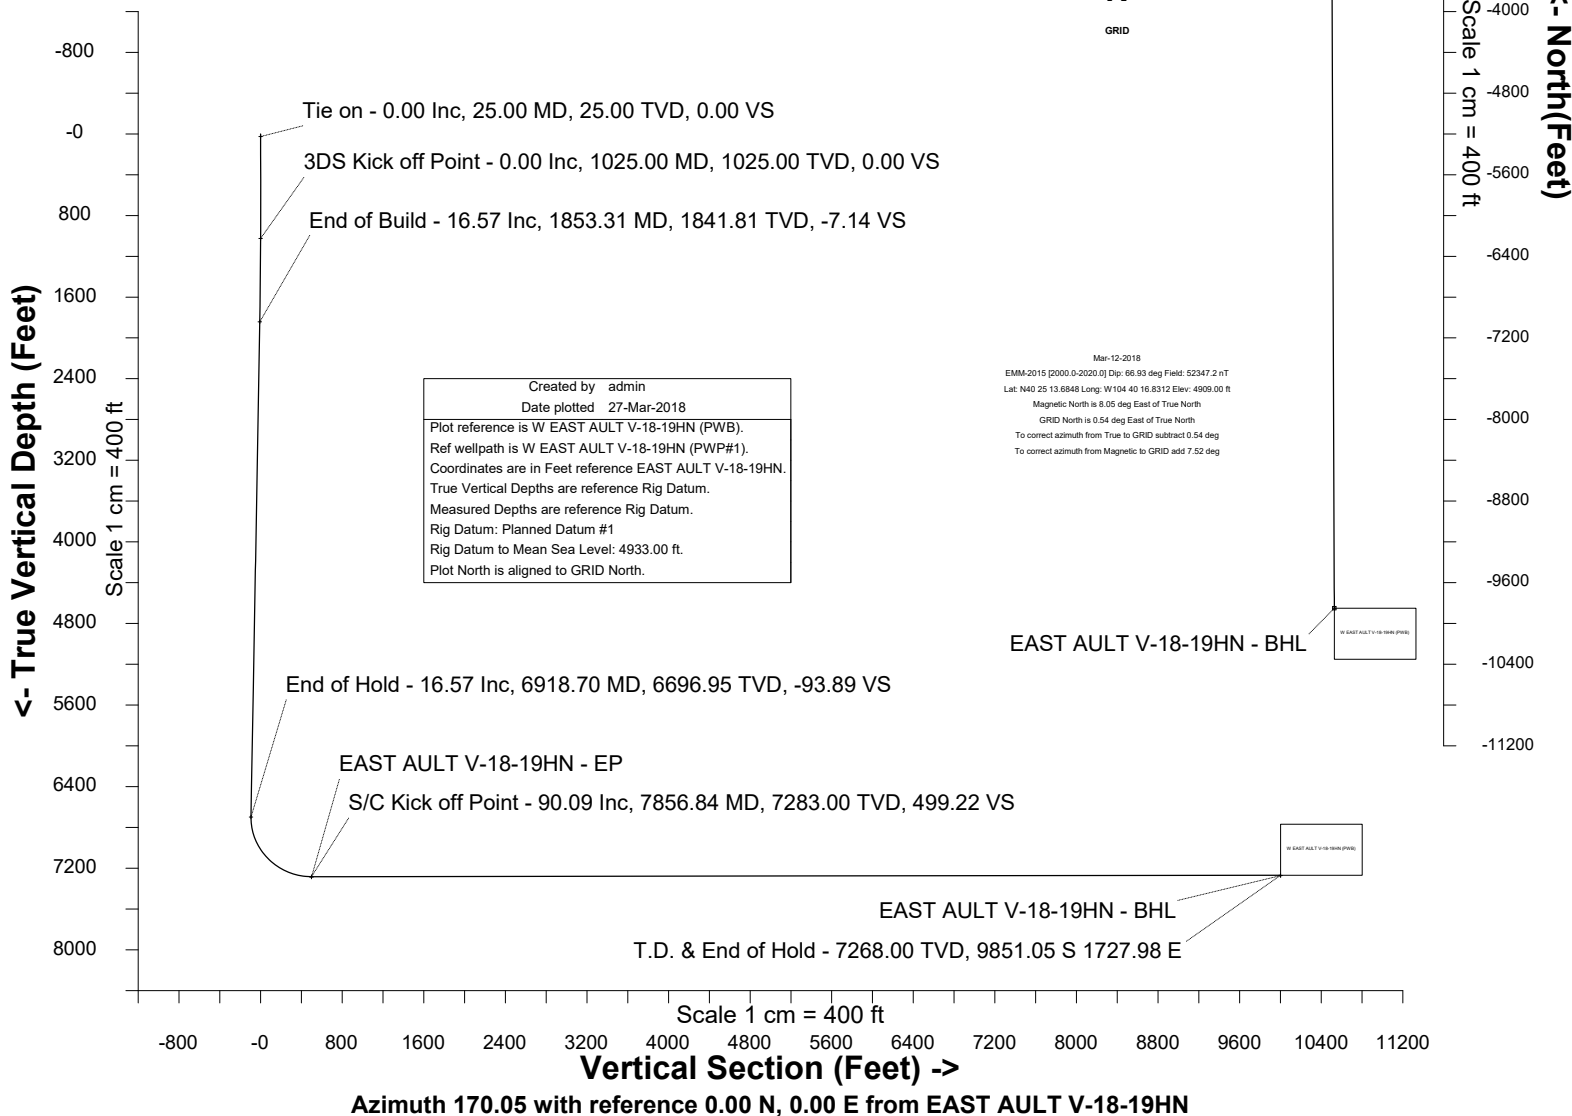 GRID
Tie on - 0.00 Inc, 25.00 MD, 25.00 TVD, 0.00 VS
3DS Kick off Point - 0.00 Inc, 1025.00 MD, 1025.00 TVD, 0.00 VS
End of Build - 16.57 Inc, 1853.31 MD, 1841.81 TVD, -7.14 VS
<- True Vertical Depth (Feet)
Scale 1 cm = 400 ft
-800
-0
800
1600
2400
3200
4000
4800
5600
6400
7200
8000
Created by admin
Date plotted 27-Mar-2018
Plot reference is W EAST AULT V-18-19HN (PWB).
Ref wellpath is W EAST AULT V-18-19HN (PWP#1).
Coordinates are in Feet reference EAST AULT V-18-19HN.
True Vertical Depths are reference Rig Datum.
Measured Depths are reference Rig Datum.
Rig Datum: Planned Datum #1
Rig Datum to Mean Sea Level: 4933.00 ft.
Plot North is aligned to GRID North.
Mar-12-2018
EMM-2015 [2000.0-2020.0] Dip: 66.93 deg Field: 52347.2 nT
Lat: N40 25 13.6848 Long: W104 40 16.8312 Elev: 4909.00 ft
Magnetic North is 8.05 deg East of True North
GRID North is 0.54 deg East of True North
To correct azimuth from True to GRID subtract 0.54 deg
To correct azimuth from Magnetic to GRID add 7.52 deg
<- North(Feet)
Scale 1 cm = 400 ft
-4000
-4800
-5600
-6400
-7200
-8000
-8800
-9600
-10400
-11200
W EAST AULT V-18-19HN (PWB)
EAST AULT V-18-19HN - BHL
End of Hold - 16.57 Inc, 6918.70 MD, 6696.95 TVD, -93.89 VS
EAST AULT V-18-19HN - EP
S/C Kick off Point - 90.09 Inc, 7856.84 MD, 7283.00 TVD, 499.22 VS
W EAST AULT V-18-19HN (PWB)
EAST AULT V-18-19HN - BHL
T.D. & End of Hold - 7268.00 TVD, 9851.05 S 1727.98 E
Scale 1 cm = 400 ft
-800 -0 800 1600 2400 3200 4000 4800 5600 6400 7200 8000 8800 9600 10400 11200
Vertical Section (Feet) ->
Azimuth 170.05 with reference 0.00 N, 0.00 E from EAST AULT V-18-19HN